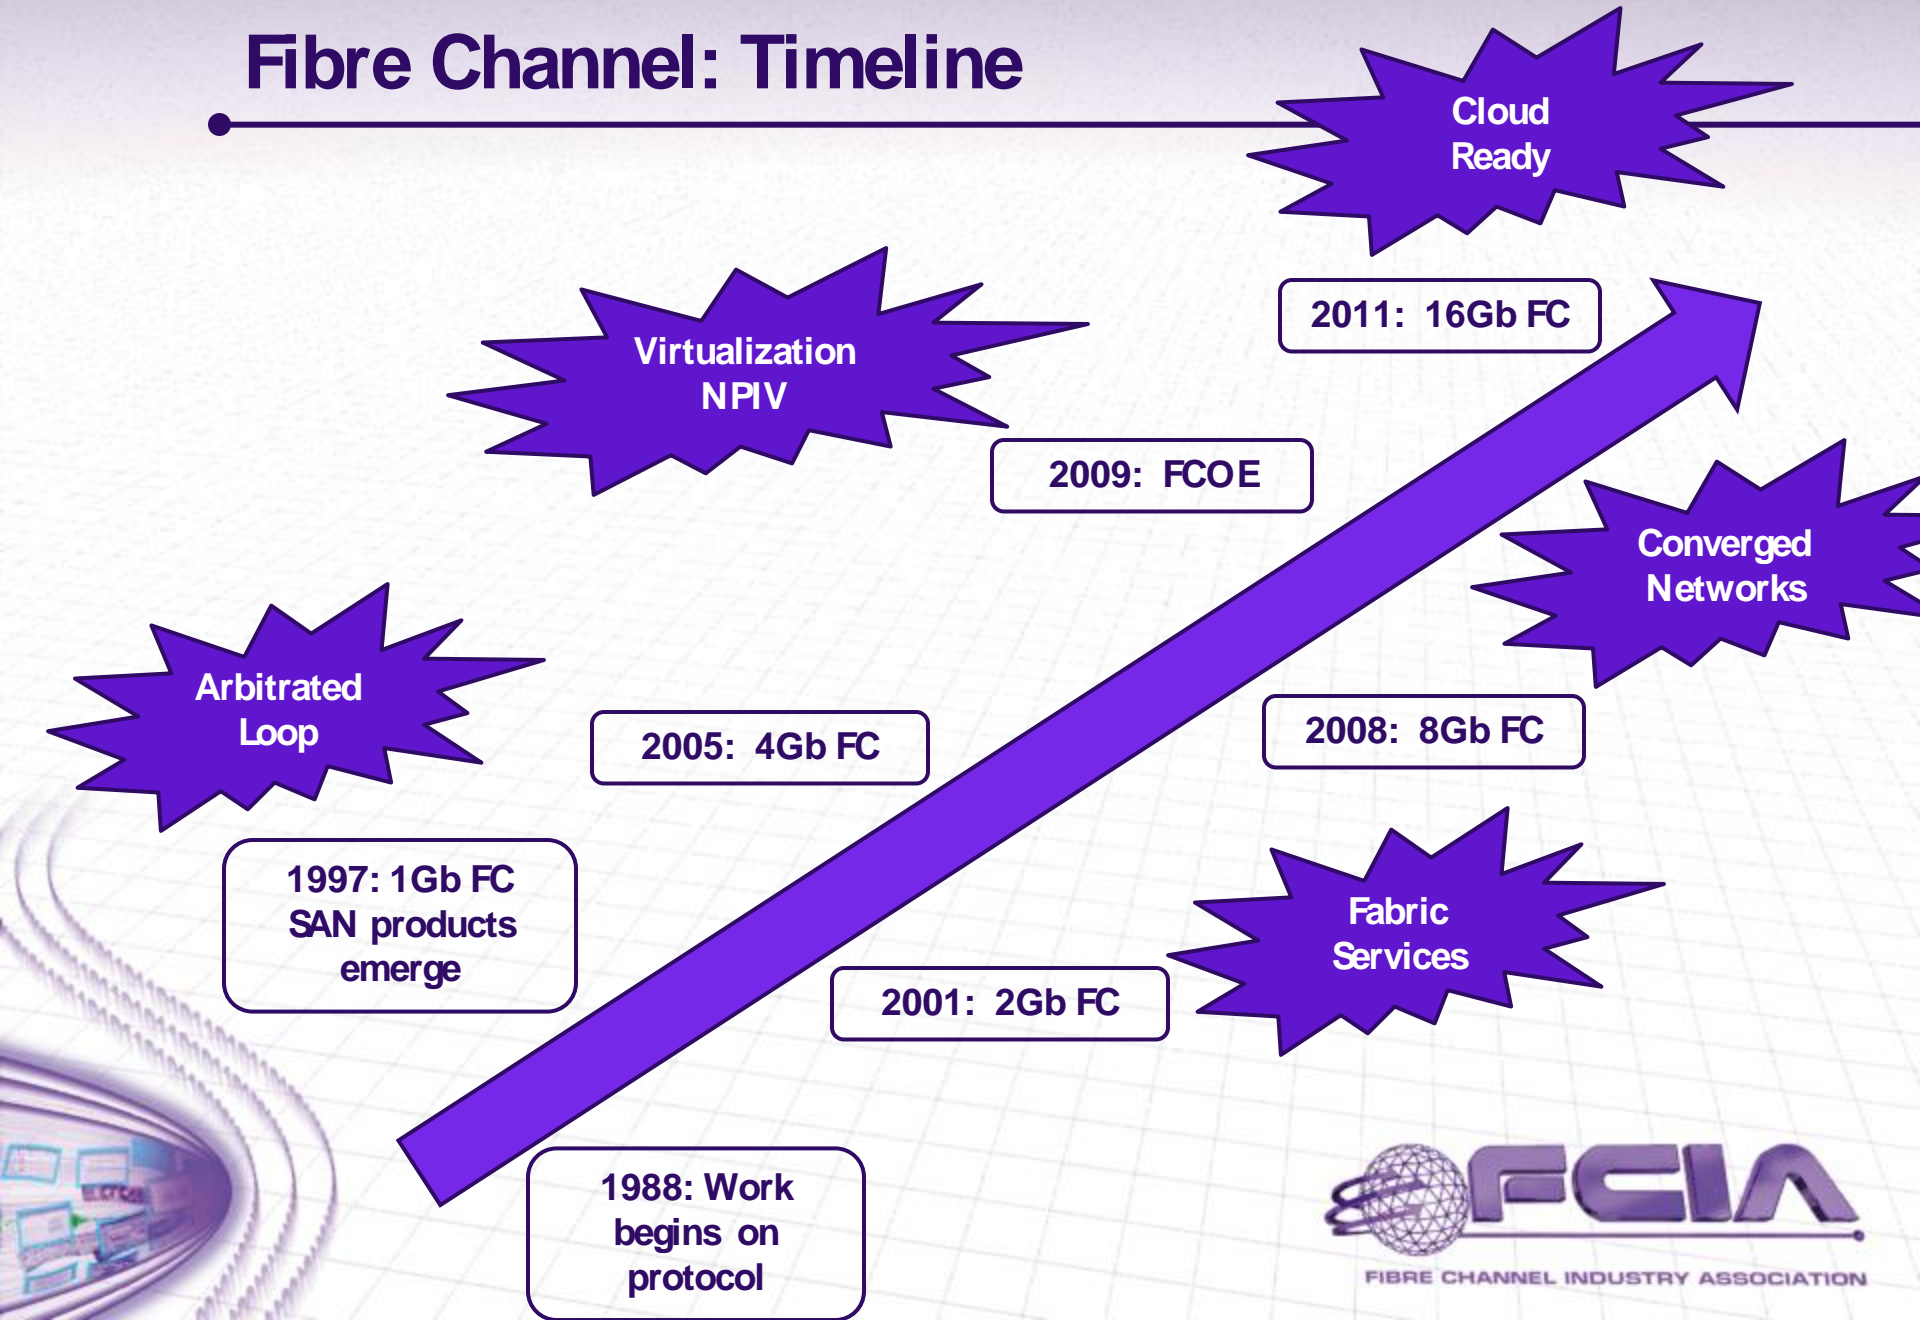 Fibre Channel: Timeline
Cloud
Ready
2011: 16Gb FC
Virtualization
NPIV
2009: FCOE
Converged
Networks
Arbitrated
Loop
2005: 4Gb FC
2008: 8Gb FC
1997: 1Gb FC
SAN products
emerge
Fabric
Services
2001: 2Gb FC
1988: Work
begins on
protocol
FCIA
FIBRE CHANNEL INDUSTRY ASSOCIATION